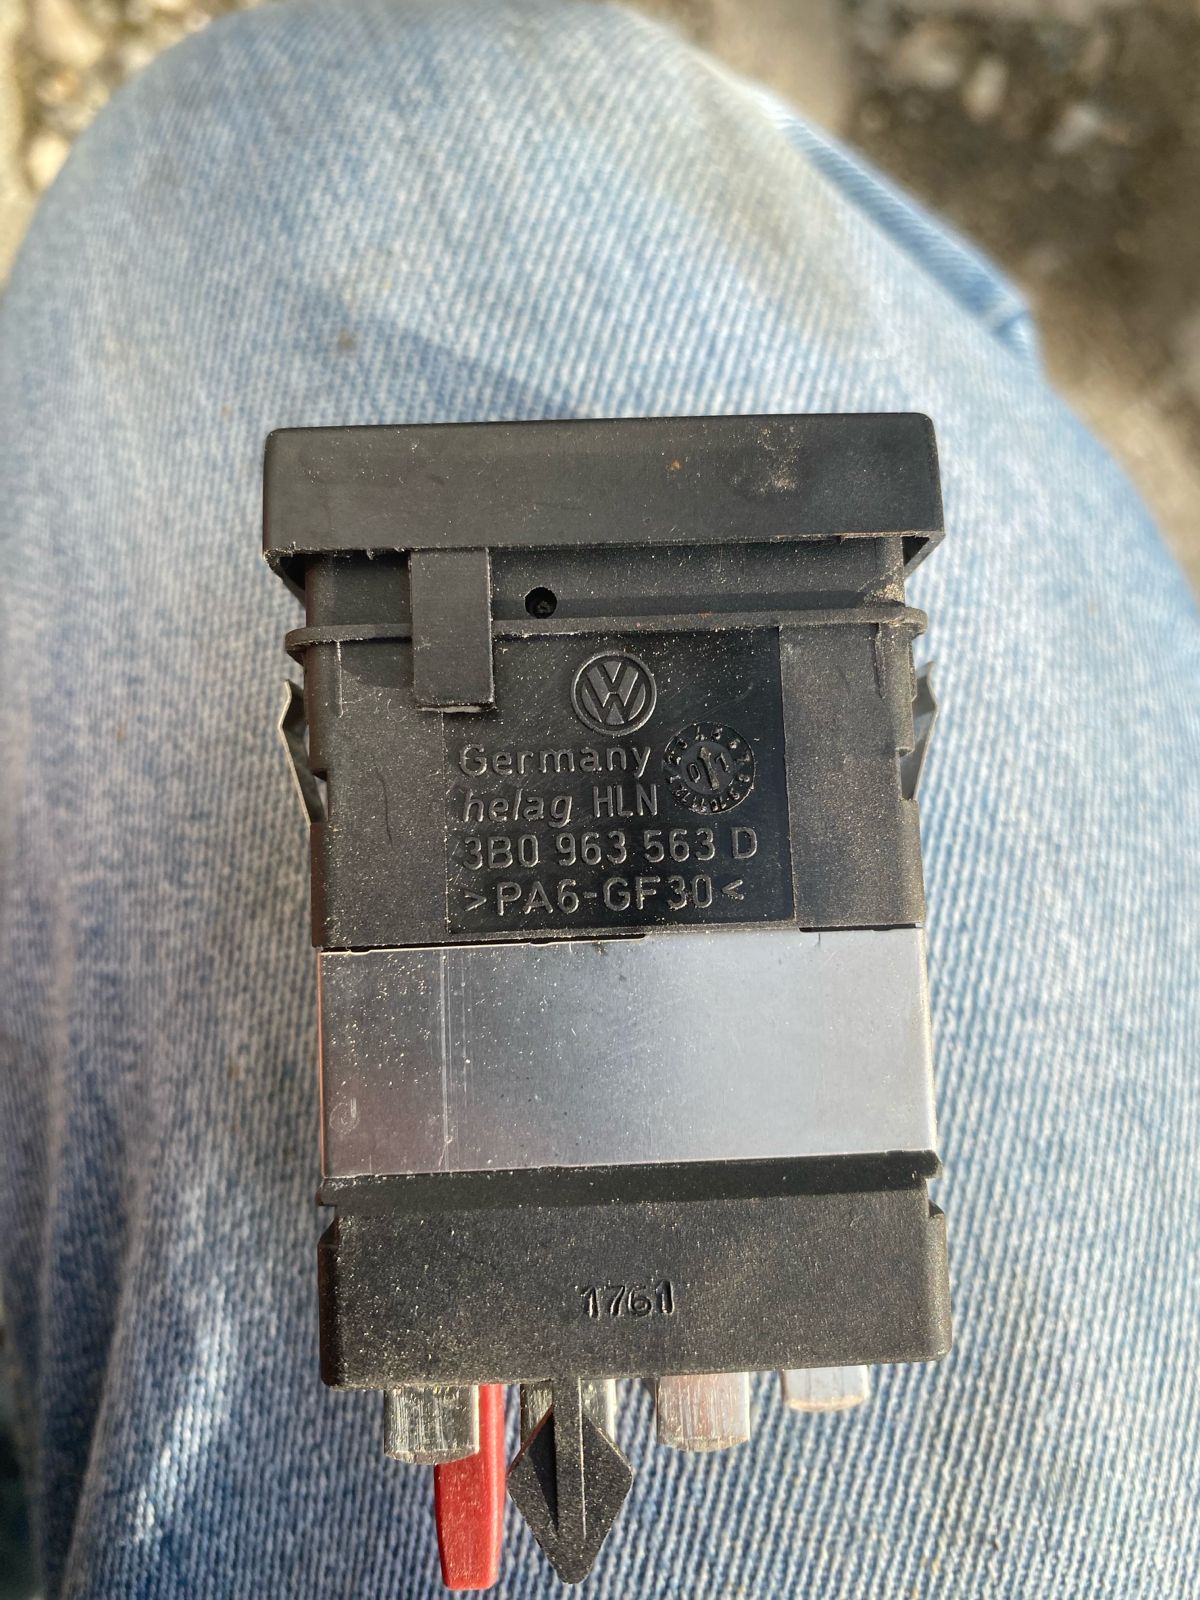 Germany
helag HLN
3B0 963 563 D
>PA6-GF30<
1761